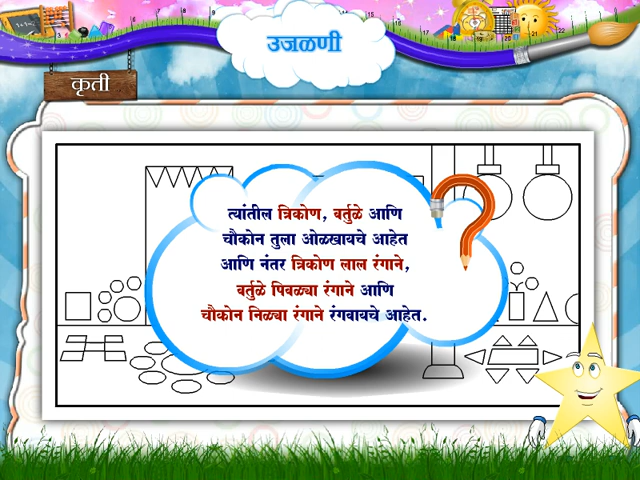 उजळणी
कृती
त्यांतील त्रिकोण, वर्तुळे आणि
चौकोन तुला ओळखायचे आहेत
आणि नंतर त्रिकोण लाल रंगाने,
वर्तुळे पिवळ्या रंगाने आणि
चौकोन निळ्या रंगाने रंगवायचे आहेत.